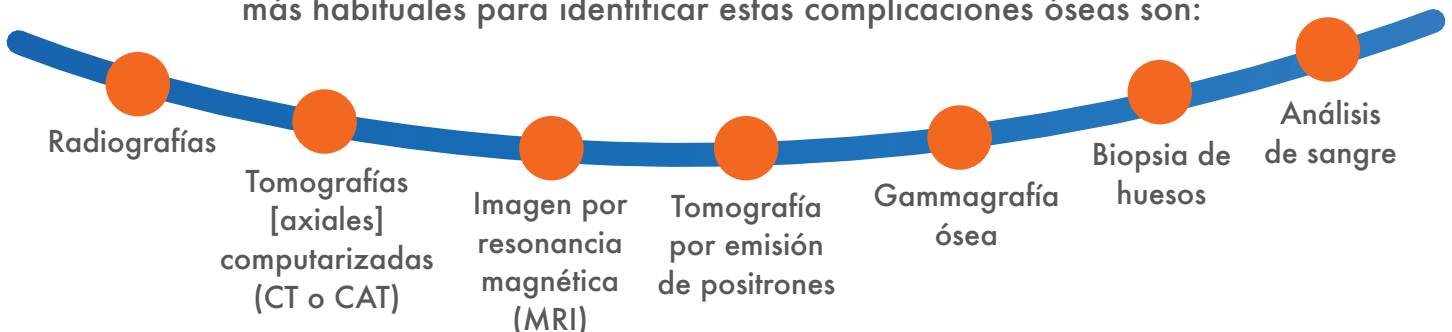 más habituales para identificar estas complicaciones óseas son:
Radiografías
Tomografías
[axiales]
computarizadas
(CT o CAT)
Imagen por
resonancia
magnética
(MRI)
Tomografía
por emisión
de positrones
Gammagrafía
ósea
Biopsia de
huesos
Análisis
de sangre